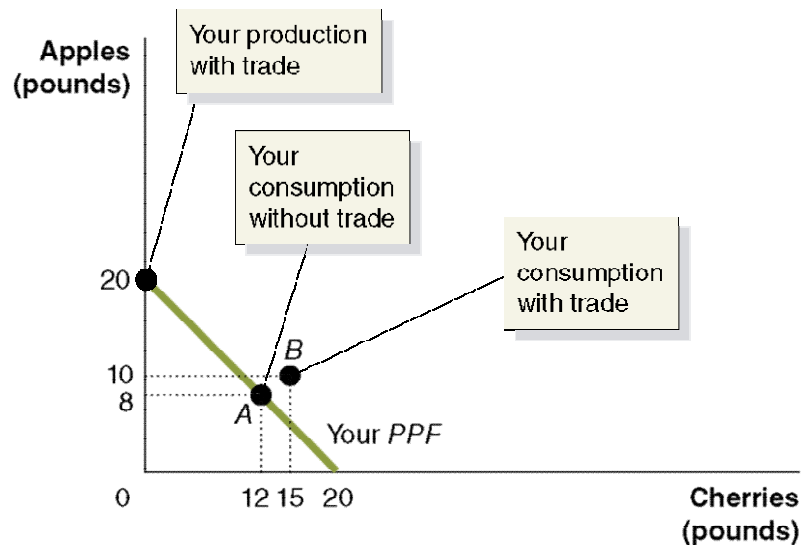 Apples
(pounds)
Your production
with trade
Your
consumption
without trade
Your
consumption
with trade
20
10
8
B
A
Your PPF
0
12
15
20
Cherries
(pounds)